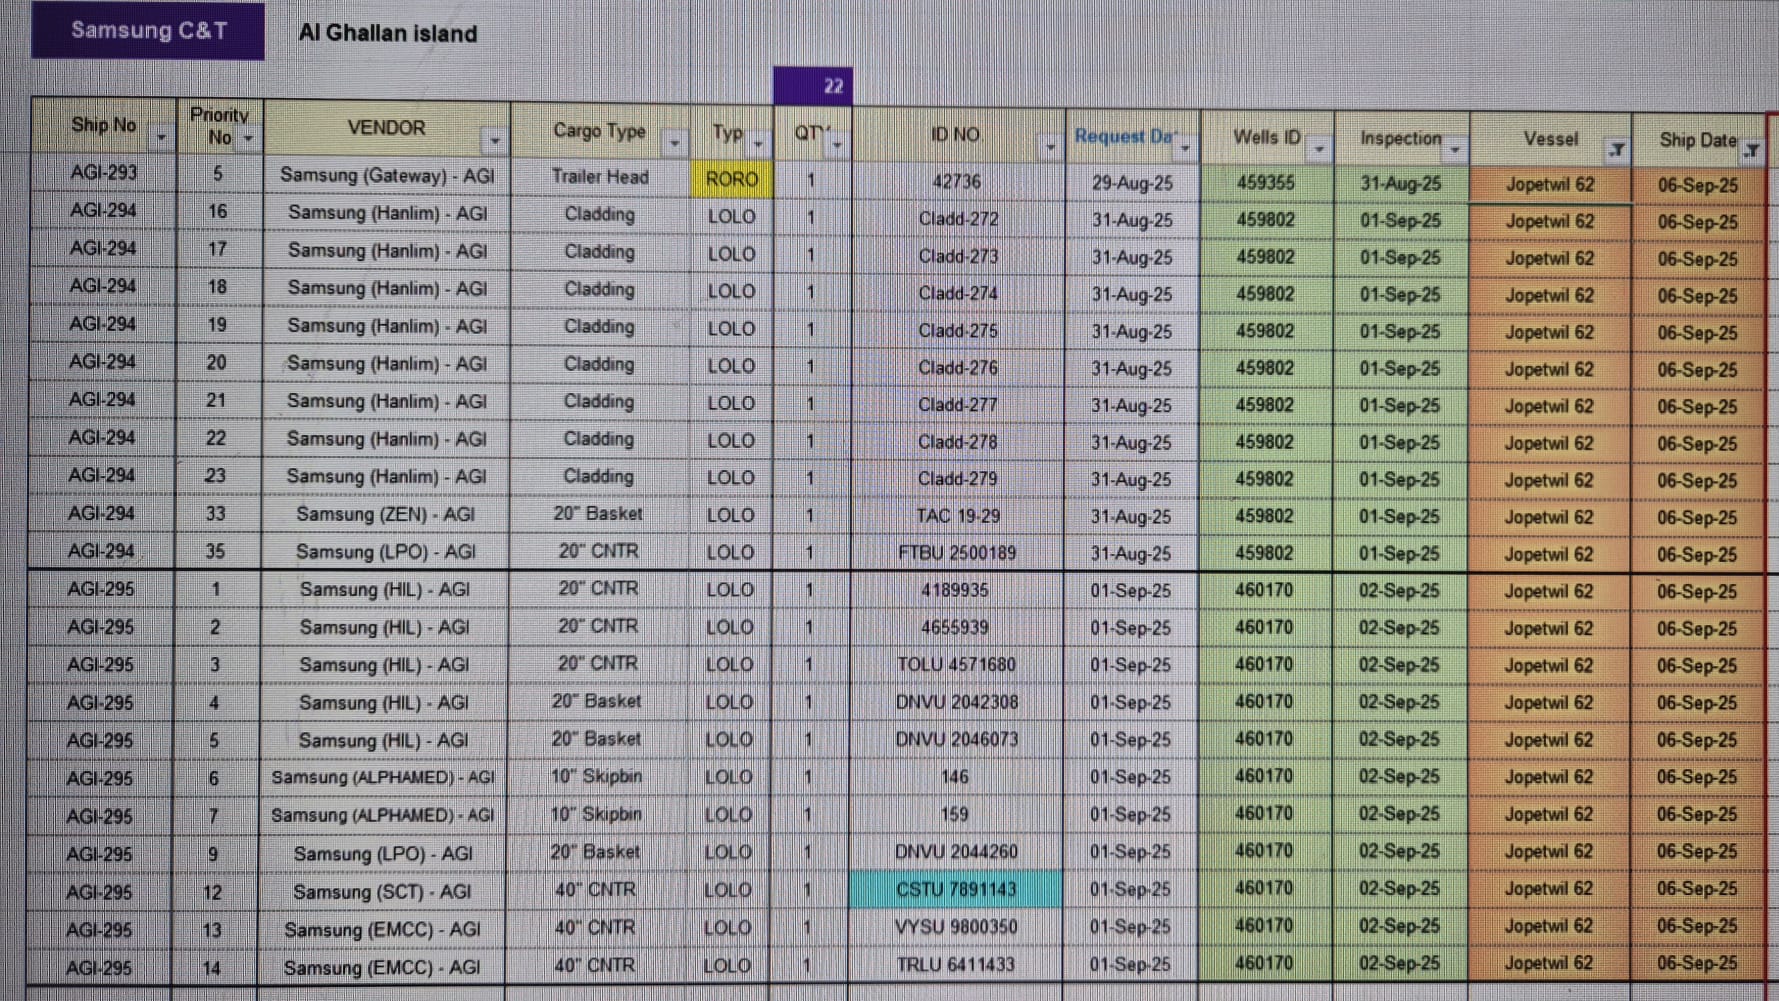 Samsung C&T Al Ghallan island
22
Ship No Priority No VENDOR Cargo Type Typ QTY ID NO. Request Da Wells ID Inspection Vessel Ship Date
AGI-293 5 Samsung (Gateway) - AGI Trailer Head RORO 1 42736 29-Aug-25 459355 31-Aug-25 Jopetwil 62 06-Sep-25
AGI-294 16 Samsung (Hanlim) - AGI Cladding LOLO 1 Cladd-272 31-Aug-25 459802 01-Sep-25 Jopetwil 62 06-Sep-25
AGI-294 17 Samsung (Hanlim) - AGI Cladding LOLO 1 Cladd-273 31-Aug-25 459802 01-Sep-25 Jopetwil 62 06-Sep-25
AGI-294 18 Samsung (Hanlim) - AGI Cladding LOLO 1 Cladd-274 31-Aug-25 459802 01-Sep-25 Jopetwil 62 06-Sep-25
AGI-294 19 Samsung (Hanlim) - AGI Cladding LOLO 1 Cladd-275 31-Aug-25 459802 01-Sep-25 Jopetwil 62 06-Sep-25
AGI-294 20 Samsung (Hanlim) - AGI Cladding LOLO 1 Cladd-276 31-Aug-25 459802 01-Sep-25 Jopetwil 62 06-Sep-25
AGI-294 21 Samsung (Hanlim) - AGI Cladding LOLO 1 Cladd-277 31-Aug-25 459802 01-Sep-25 Jopetwil 62 06-Sep-25
AGI-294 22 Samsung (Hanlim) - AGI Cladding LOLO 1 Cladd-278 31-Aug-25 459802 01-Sep-25 Jopetwil 62 06-Sep-25
AGI-294 23 Samsung (Hanlim) - AGI Cladding LOLO 1 Cladd-279 31-Aug-25 459802 01-Sep-25 Jopetwil 62 06-Sep-25
AGI-294 33 Samsung (ZEN) - AGI 20" Basket LOLO 1 TAC 19-29 31-Aug-25 459802 01-Sep-25 Jopetwil 62 06-Sep-25
AGI-294 35 Samsung (LPO) - AGI 20" CNTR LOLO 1 FTBU 2500189 31-Aug-25 459802 01-Sep-25 Jopetwil 62 06-Sep-25
AGI-295 1 Samsung (HIL) - AGI 20" CNTR LOLO 1 4189935 01-Sep-25 460170 02-Sep-25 Jopetwil 62 06-Sep-25
AGI-295 2 Samsung (HIL) - AGI 20" CNTR LOLO 1 4655939 01-Sep-25 460170 02-Sep-25 Jopetwil 62 06-Sep-25
AGI-295 3 Samsung (HIL) - AGI 20" CNTR LOLO 1 TOLU 4571680 01-Sep-25 460170 02-Sep-25 Jopetwil 62 06-Sep-25
AGI-295 4 Samsung (HIL) - AGI 20" Basket LOLO 1 DNVU 2042308 01-Sep-25 460170 02-Sep-25 Jopetwil 62 06-Sep-25
AGI-295 5 Samsung (HIL) - AGI 20" Basket LOLO 1 DNVU 2046073 01-Sep-25 460170 02-Sep-25 Jopetwil 62 06-Sep-25
AGI-295 6 Samsung (ALPHAMED) - AGI 10" Skipbin LOLO 1 146 01-Sep-25 460170 02-Sep-25 Jopetwil 62 06-Sep-25
AGI-295 7 Samsung (ALPHAMED) - AGI 10" Skipbin LOLO 1 159 01-Sep-25 460170 02-Sep-25 Jopetwil 62 06-Sep-25
AGI-295 9 Samsung (LPO) - AGI 20" Basket LOLO 1 DNVU 2044260 01-Sep-25 460170 02-Sep-25 Jopetwil 62 06-Sep-25
AGI-295 12 Samsung (SCT) - AGI 40" CNTR LOLO 1 CSTU 7891143 01-Sep-25 460170 02-Sep-25 Jopetwil 62 06-Sep-25
AGI-295 13 Samsung (EMCC) - AGI 40" CNTR LOLO 1 VYSU 9800350 01-Sep-25 460170 02-Sep-25 Jopetwil 62 06-Sep-25
AGI-295 14 Samsung (EMCC) - AGI 40" CNTR LOLO 1 TRLU 6411433 01-Sep-25 460170 02-Sep-25 Jopetwil 62 06-Sep-25